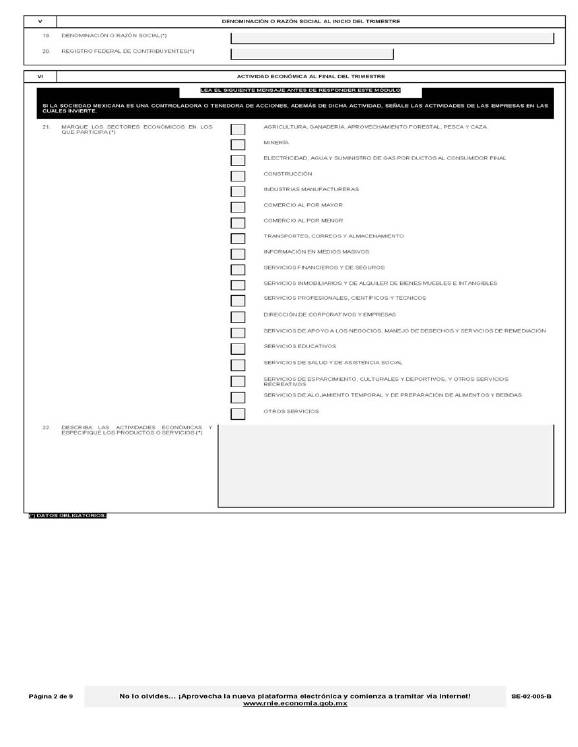 V DENOMINACIÓN O RAZÓN SOCIAL AL INICIO DEL TRIMESTRE
19. DENOMINACIÓN O RAZÓN SOCIAL(*)
20. REGISTRO FEDERAL DE CONTRIBUYENTES(*)
VI ACTIVIDAD ECONÓMICA AL FINAL DEL TRIMESTRE
LEA EL SIGUIENTE MENSAJE ANTES DE RESPONDER ESTE MÓDULO
SI LA SOCIEDAD MEXICANA ES UNA CONTROLADORA O TENEDORA DE ACCIONES, ADEMÁS DE DICHA ACTIVIDAD, SEÑALE LAS ACTIVIDADES DE LAS EMPRESAS EN LAS
CUALES INVIERTE.
21. MARQUE LOS SECTORES ECONÓMICOS EN LOS
QUE PARTICIPA:(*)
AGRICULTURA, GANADERÍA, APROVECHAMIENTO FORESTAL, PESCA Y CAZA
MINERÍA
ELECTRICIDAD, AGUA Y SUMINISTRO DE GAS POR DUCTOS AL CONSUMIDOR FINAL
CONSTRUCCIÓN
INDUSTRIAS MANUFACTURERAS
COMERCIO AL POR MAYOR
COMERCIO AL POR MENOR
TRANSPORTES, CORREOS Y ALMACENAMIENTO
INFORMACIÓN EN MEDIOS MASIVOS
SERVICIOS FINANCIEROS Y DE SEGUROS
SERVICIOS INMOBILIARIOS Y DE ALQUILER DE BIENES MUEBLES E INTANGIBLES
SERVICIOS PROFESIONALES, CIENTÍFICOS Y TÉCNICOS
DIRECCIÓN DE CORPORATIVOS Y EMPRESAS
SERVICIOS DE APOYO A LOS NEGOCIOS, MANEJO DE DESECHOS Y SERVICIOS DE REMEDIACIÓN
SERVICIOS EDUCATIVOS
SERVICIOS DE SALUD Y DE ASISTENCIA SOCIAL
SERVICIOS DE ESPARCIMIENTO, CULTURALES Y DEPORTIVOS, Y OTROS SERVICIOS
RECREATIVOS
SERVICIOS DE ALOJAMIENTO TEMPORAL Y DE PREPARACIÓN DE ALIMENTOS Y BEBIDAS
OTROS SERVICIOS
22. DESCRIBA LAS ACTIVIDADES ECONÓMICAS Y
ESPECIFIQUE LOS PRODUCTOS O SERVICIOS:(*)
(*) DATOS OBLIGATORIOS.
Página 2 de 9 No lo olvides... ¡Aprovecha la nueva plataforma electrónica y comienza a tramitar vía internet! SE-02-005-B
www.rnie.economia.gob.mx